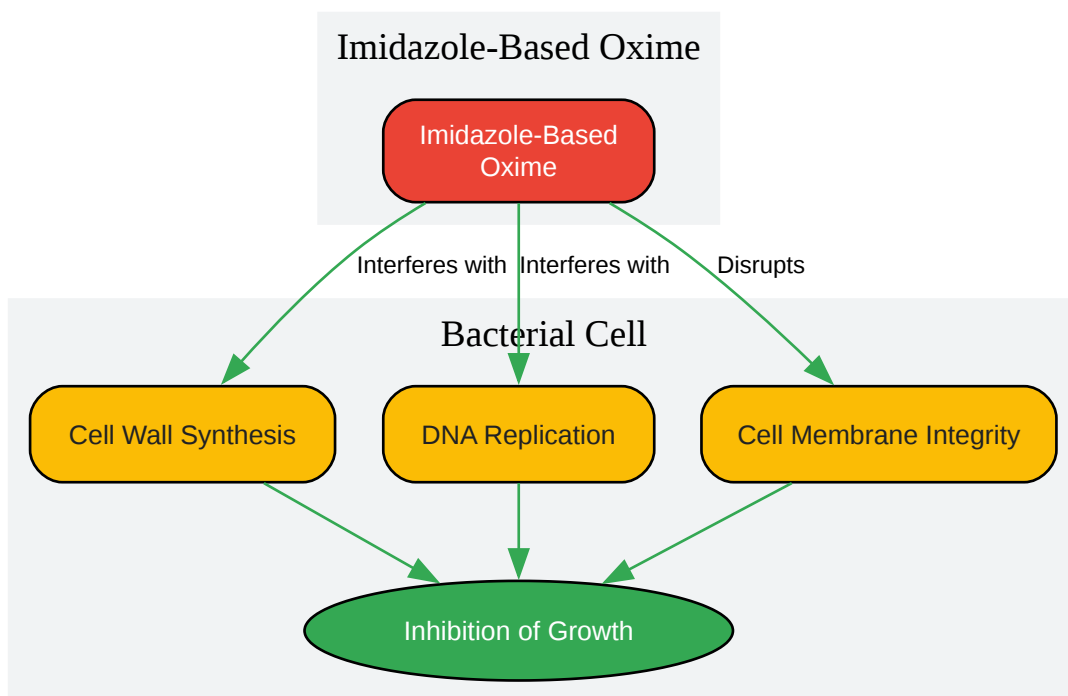 Imidazole-Based Oxime
Imidazole-Based
Oxime
Interferes with
Interferes with
Disrupts
Bacterial Cell
Cell Wall Synthesis
DNA Replication
Cell Membrane Integrity
Inhibition of Growth